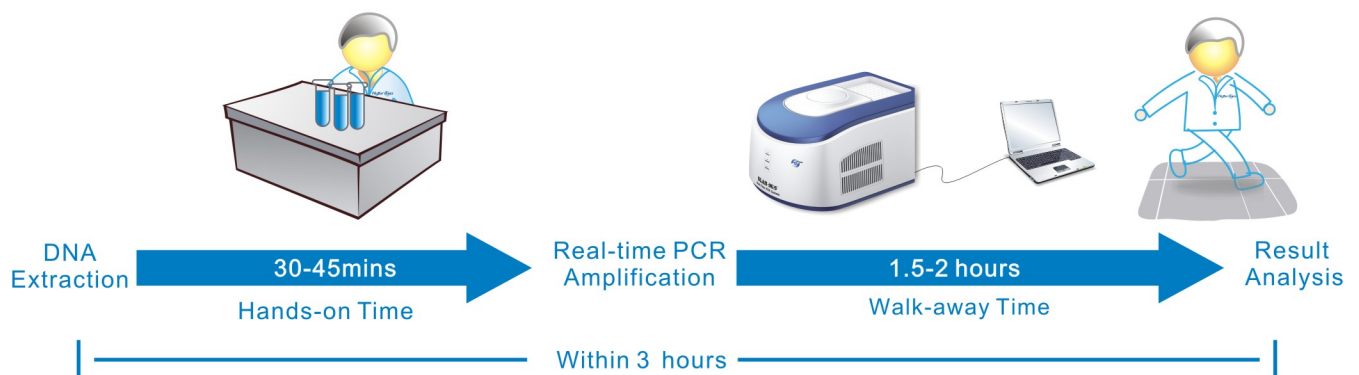 DNA
Extraction
30-45mins
Hands-on Time
Real-time PCR
Amplification
1.5-2 hours
Walk-away Time
Result
Analysis
Within 3 hours